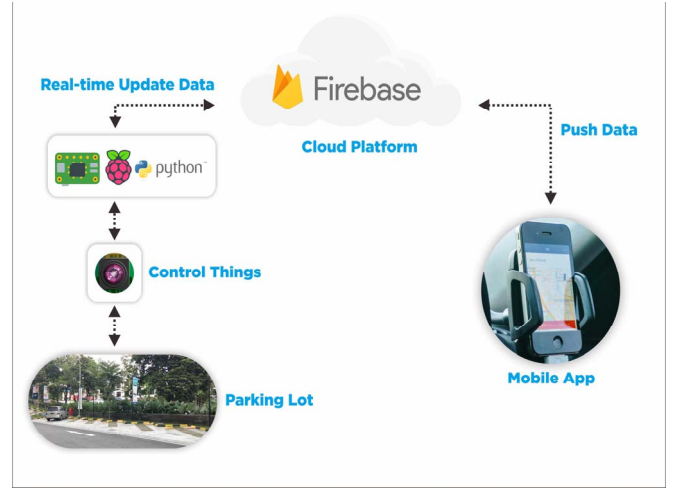 Real-time Update Data
Firebase
Cloud Platform
Push Data
python
Control Things
Parking Lot
Mobile App